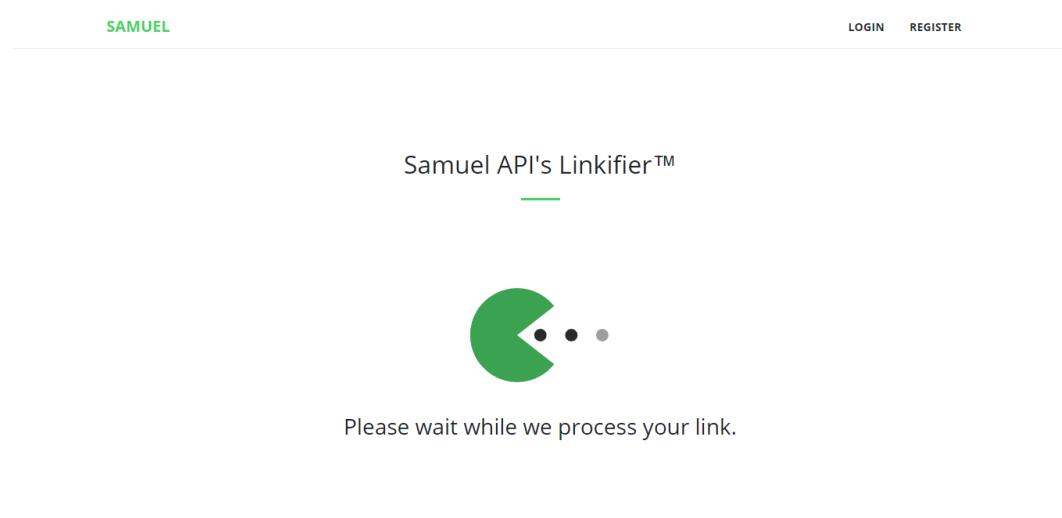 SAMUEL
LOGIN REGISTER
Samuel API's Linkifier™
Please wait while we process your link.